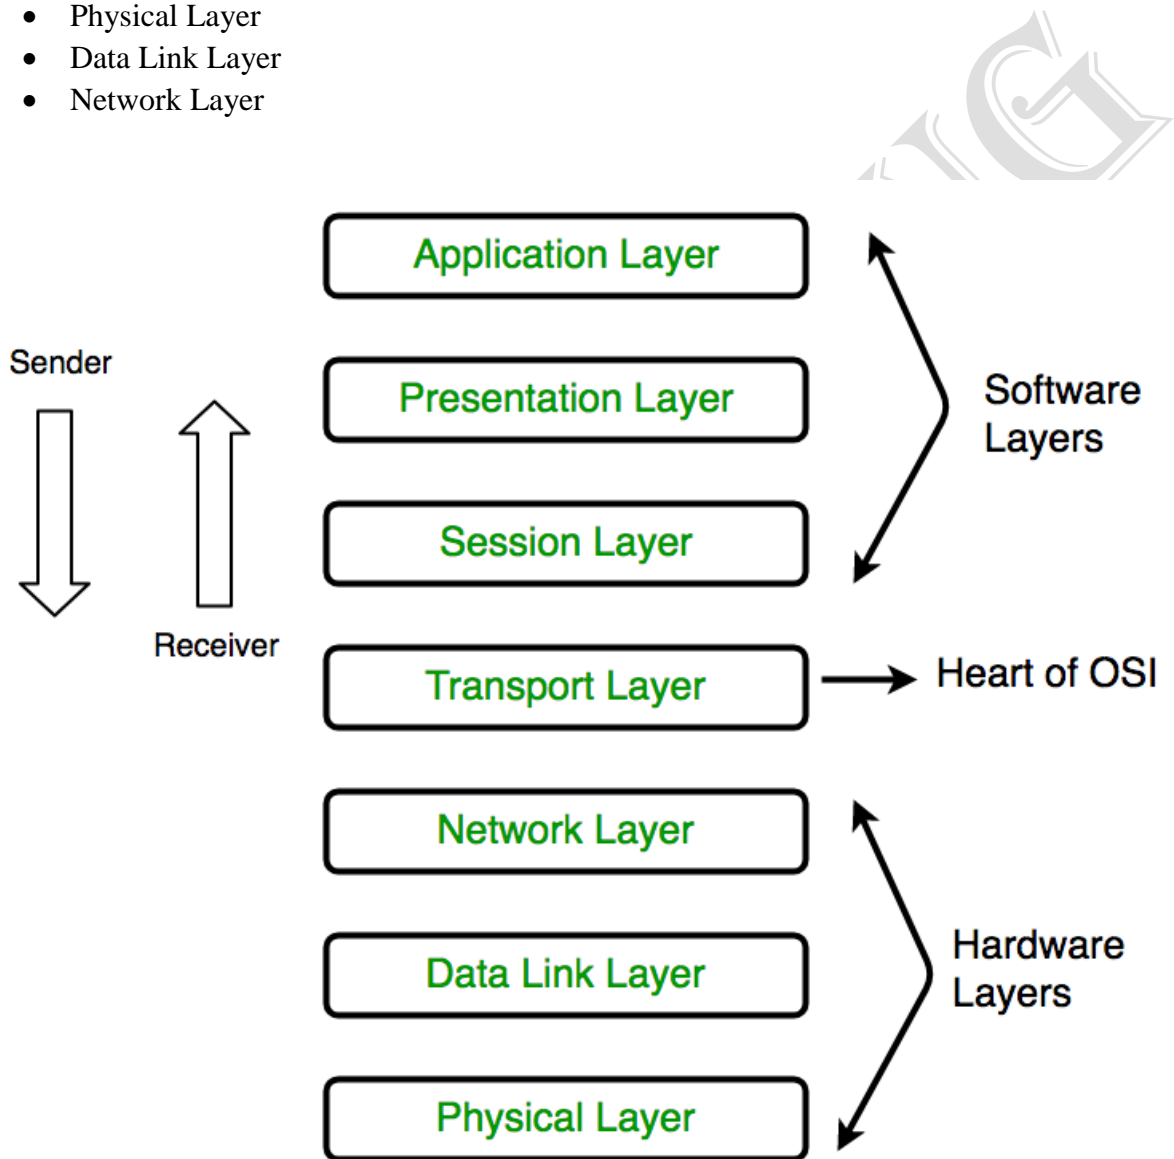 • Physical Layer
• Data Link Layer
• Network Layer
Application Layer
Sender
Presentation Layer
Software
Layers
Session Layer
Receiver
Transport Layer
Heart of OSI
Network Layer
Hardware
Layers
Data Link Layer
Physical Layer